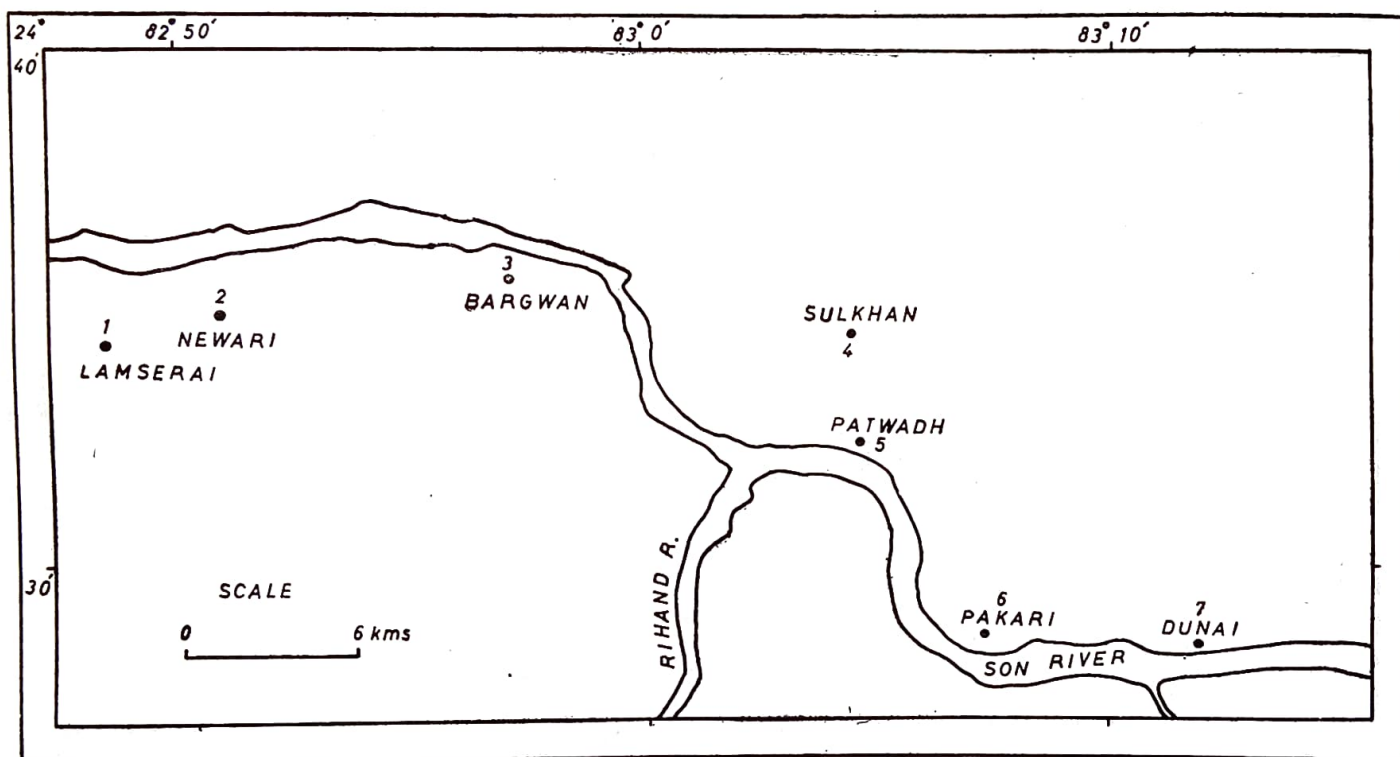 24°
82° 50'
83° 0'
83° 10'
40'
3
BARGWAN
2
NEWARI
1
LAMSERAI
SULKHAN
4
PATWADH
5
30'
SCALE
0 6 kms
RIHAND R.
6
PAKARI
7
DUNAI
SON RIVER